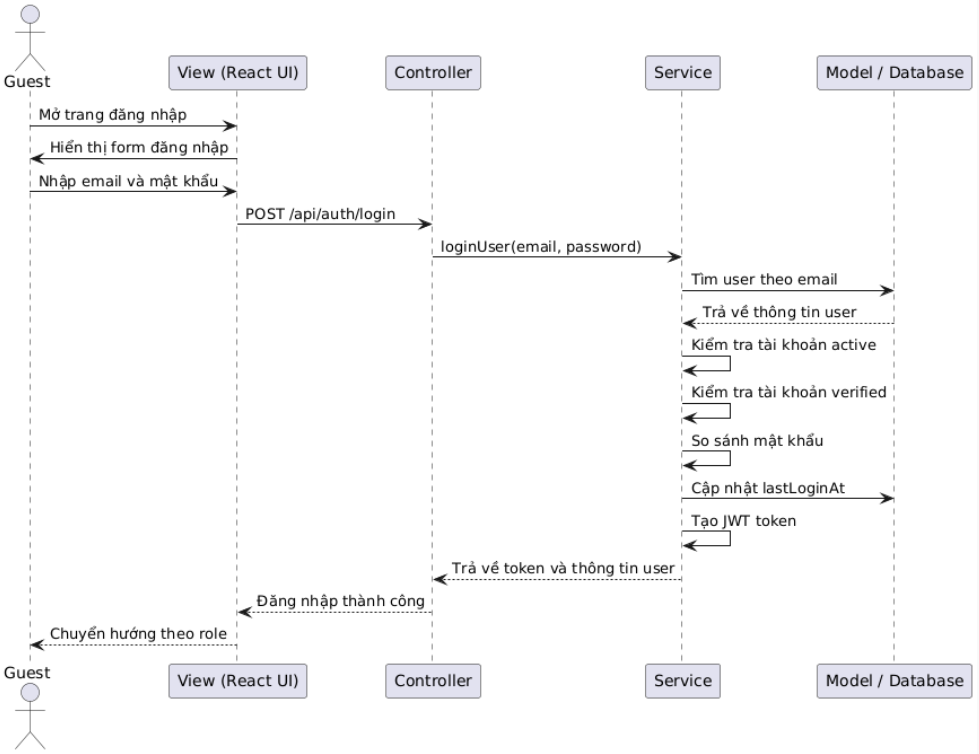 Guest
View (React UI)
Controller
Service
Model / Database
Mở trang đăng nhập
Hiển thị form đăng nhập
Nhập email và mật khẩu
POST /api/auth/login
loginUser(email, password)
Tìm user theo email
Trả về thông tin user
Kiểm tra tài khoản active
Kiểm tra tài khoản verified
So sánh mật khẩu
Cập nhật lastLoginAt
Tạo JWT token
Trả về token và thông tin user
Đăng nhập thành công
Chuyển hướng theo role
Guest
View (React UI)
Controller
Service
Model / Database